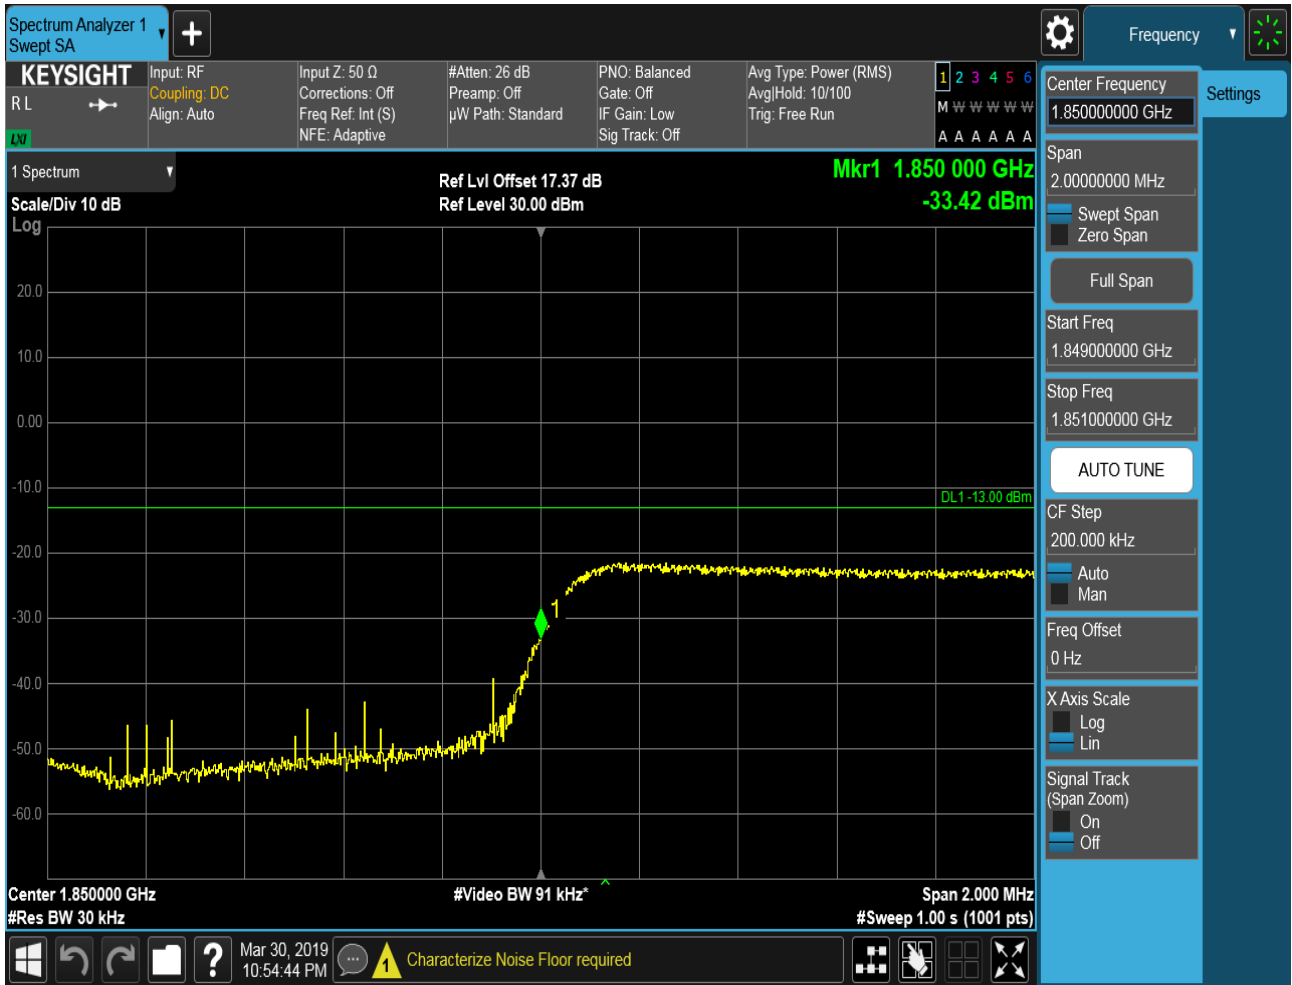 Spectrum Analyzer 1
Swept SA
Frequency
KEYSIGHT
R L
LXI
Input: RF
Coupling: DC
Align: Auto
Input Z: 50 Ω
Corrections: Off
Freq Ref: Int (S)
NFE: Adaptive
#Atten: 26 dB
Preamp: Off
µW Path: Standard
PNO: Balanced
Gate: Off
IF Gain: Low
Sig Track: Off
Avg Type: Power (RMS)
Avg|Hold: 10/100
Trig: Free Run
1 2 3 4 5 6
M W W W W W
A A A A A A
1 Spectrum
Scale/Div 10 dB
Log
Ref Lvl Offset 17.37 dB
Ref Level 30.00 dBm
Mkr1 1.850 000 GHz
-33.42 dBm
20.0
10.0
0.00
-10.0
DL1 -13.00 dBm
-20.0
-30.0
1
-40.0
-50.0
-60.0
Center 1.850000 GHz
#Res BW 30 kHz
#Video BW 91 kHz*
Span 2.000 MHz
#Sweep 1.00 s (1001 pts)
Center Frequency
1.850000000 GHz
Settings
Span
2.00000000 MHz
Swept Span
Zero Span
Full Span
Start Freq
1.849000000 GHz
Stop Freq
1.851000000 GHz
AUTO TUNE
CF Step
200.000 kHz
Auto
Man
Freq Offset
0 Hz
X Axis Scale
Log
Lin
Signal Track
(Span Zoom)
On
Off
?
Mar 30, 2019
10:54:44 PM
1
Characterize Noise Floor required